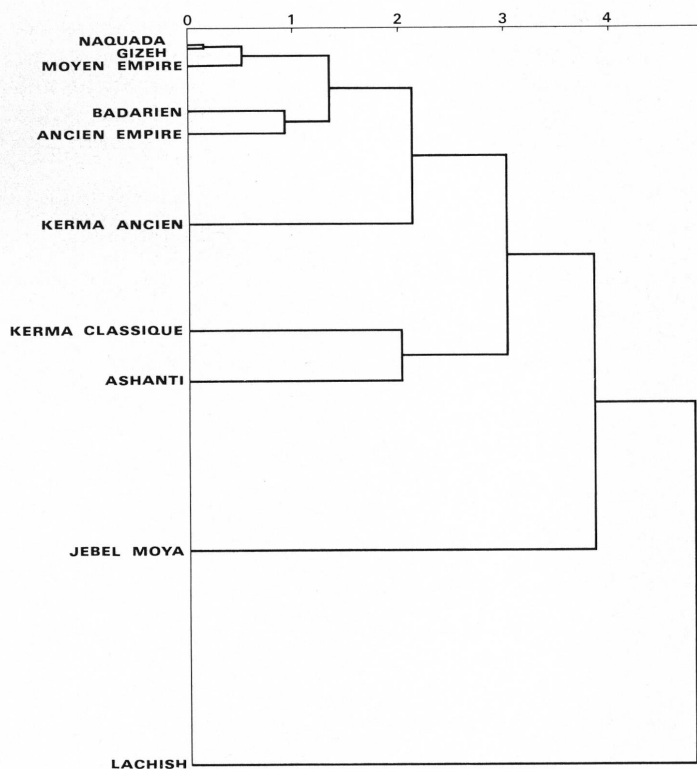 0 1 2 3 4
NAQUADA
GIZEH
MOYEN EMPIRE
BADARIEN
ANCIEN EMPIRE
KERMA ANCIEN
KERMA CLASSIQUE
ASHANTI
JEBEL MOYA
LACHISH